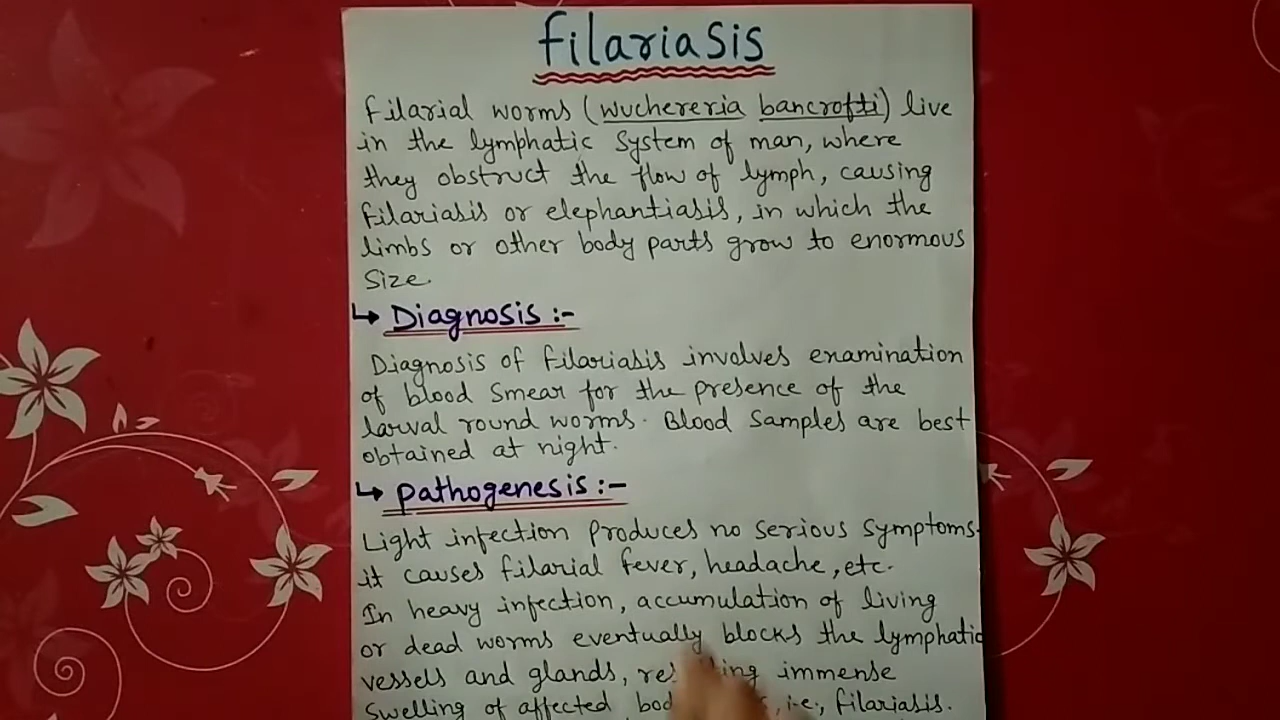 Filariasis
Filarial worms (wuchereria bancrofti) live
in the lymphatic system of man, where
they obstruct the flow of lymph, causing
filariasis or elephantiasis, in which the
limbs or other body parts grow to enormous
size.
↳ Diagnosis :-
Diagnosis of filariasis involves examination
of blood smear for the presence of the
larval round worms. Blood samples are best
obtained at night.
↳ pathogenesis :-
Light infection produces no serious symptoms.
it causes filarial fever, headache, etc.
In heavy infection, accumulation of living
or dead worms eventually blocks the lymphatic
vessels and glands, immense
swelling of affected i.e., filariasis.